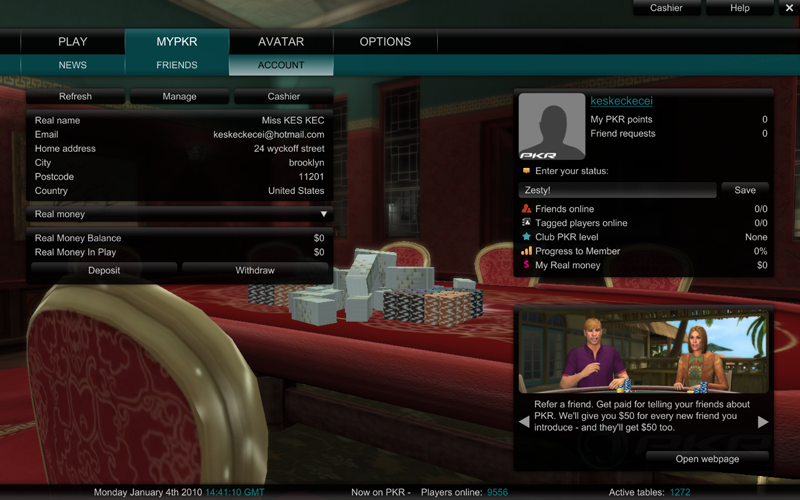 Cashier Help
PLAY MYPKR AVATAR OPTIONS
NEWS FRIENDS ACCOUNT
Refresh Manage Cashier
Real name Miss KES KEC
Email keskeckecei@hotmail.com
Home address 24 wyckoff street
City brooklyn
Postcode 11201
Country United States
Real money
Real Money Balance $0
Real Money In Play $0
Deposit Withdraw
keskeckecei
My PKR points 0
Friend requests 0
PKR
Enter your status:
Zesty! Save
Friends online 0/0
Tagged players online 0/0
Club PKR level None
Progress to Member 0%
$ My Real money $0
Refer a friend. Get paid for telling your friends about
PKR. We'll give you $50 for every new friend you
introduce - and they'll get $50 too.
PKR
Open webpage
Monday January 4th 2010 14:41:10 GMT Now on PKR - Players online: 9556 Active tables: 1272